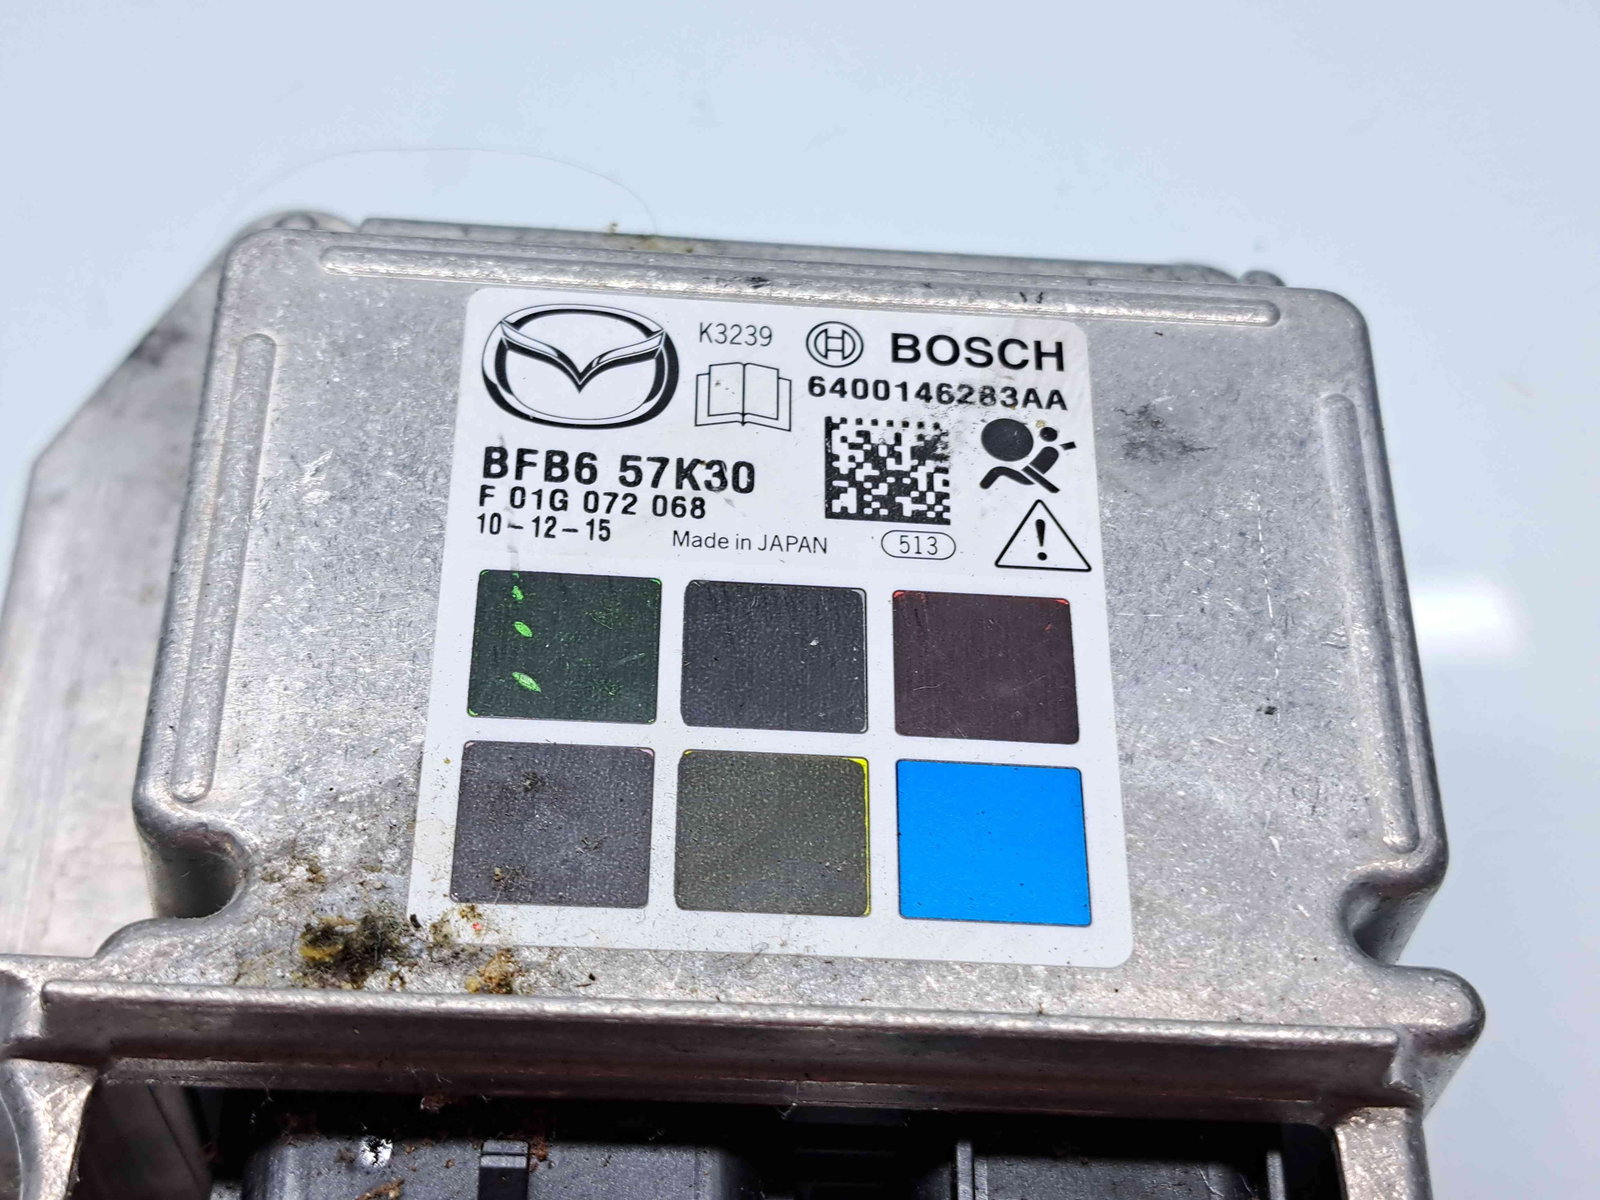 K3239
BOSCH
6400146283AA
BFB6 57K30
F 01G 072 068
10-12-15
Made in JAPAN
513